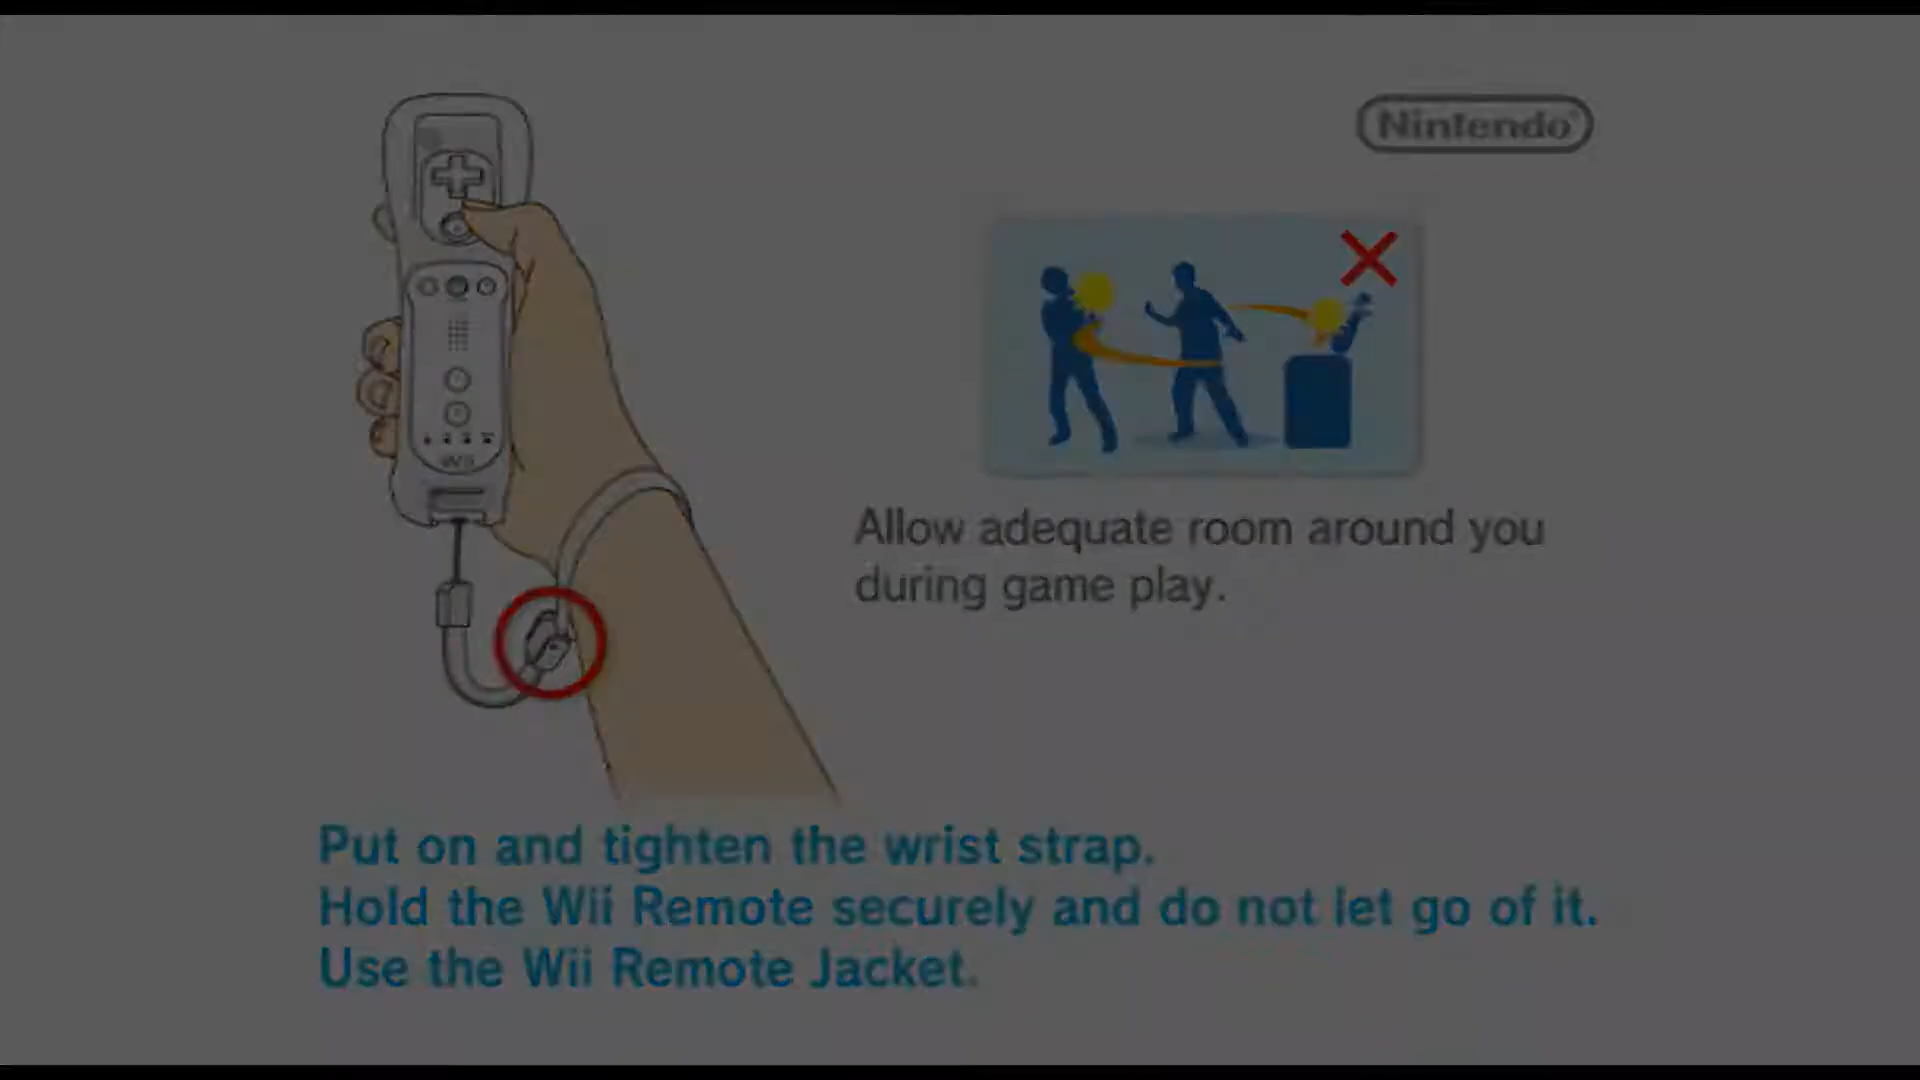 Nintendo®
Wii
Allow adequate room around you
during game play.
Put on and tighten the wrist strap.
Hold the Wii Remote securely and do not let go of it.
Use the Wii Remote Jacket.